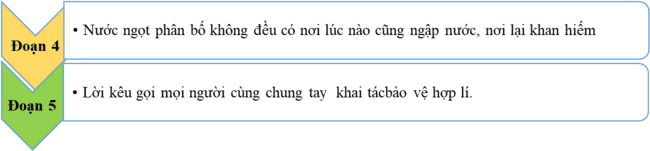 Đoạn 4
• Nước ngọt phân bố không đều có nơi lúc nào cũng ngập nước, nơi lại khan hiếm
Đoạn 5
• Lời kêu gọi mọi người cùng chung tay khai tácbảo vệ hợp lí.